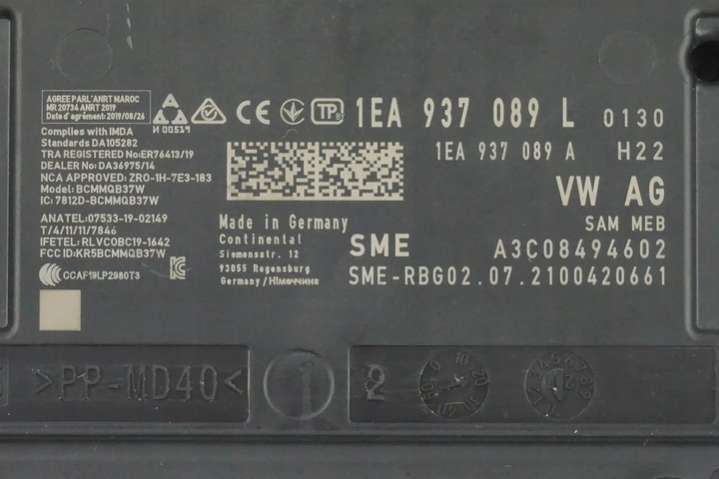 AGREE PAR L'ANRT MAROC
MR 20734 ANRT 2019
Date d'agrément: 2019/08/26
CE
TP
1EA 937 089 L 0130
1EA 937 089 A H22
Complies with IMDA
Standards DA105282
TRA REGISTERED No:ER76413/19
DEALER No: DA36975/14
NCA APPROVED: ZRO-1H-7E3-183
Model: BCMMQB37W
IC: 7812D-BCMMQB37W
VW AG
ANATEL: 07533-19-02149
T/4/11/11/7846
IFETEL: RLVCOBC19-1642
FCC ID:KR5BCMMQB37W
CCAF19LP2980T3
Made in Germany
Continental
Siemensstr. 12
93055 Regensburg
Germany / Німеччина
SAM MEB
SME A3C08494602
SME-RBG02.07.2100420661
>PP-MD40<
1
2